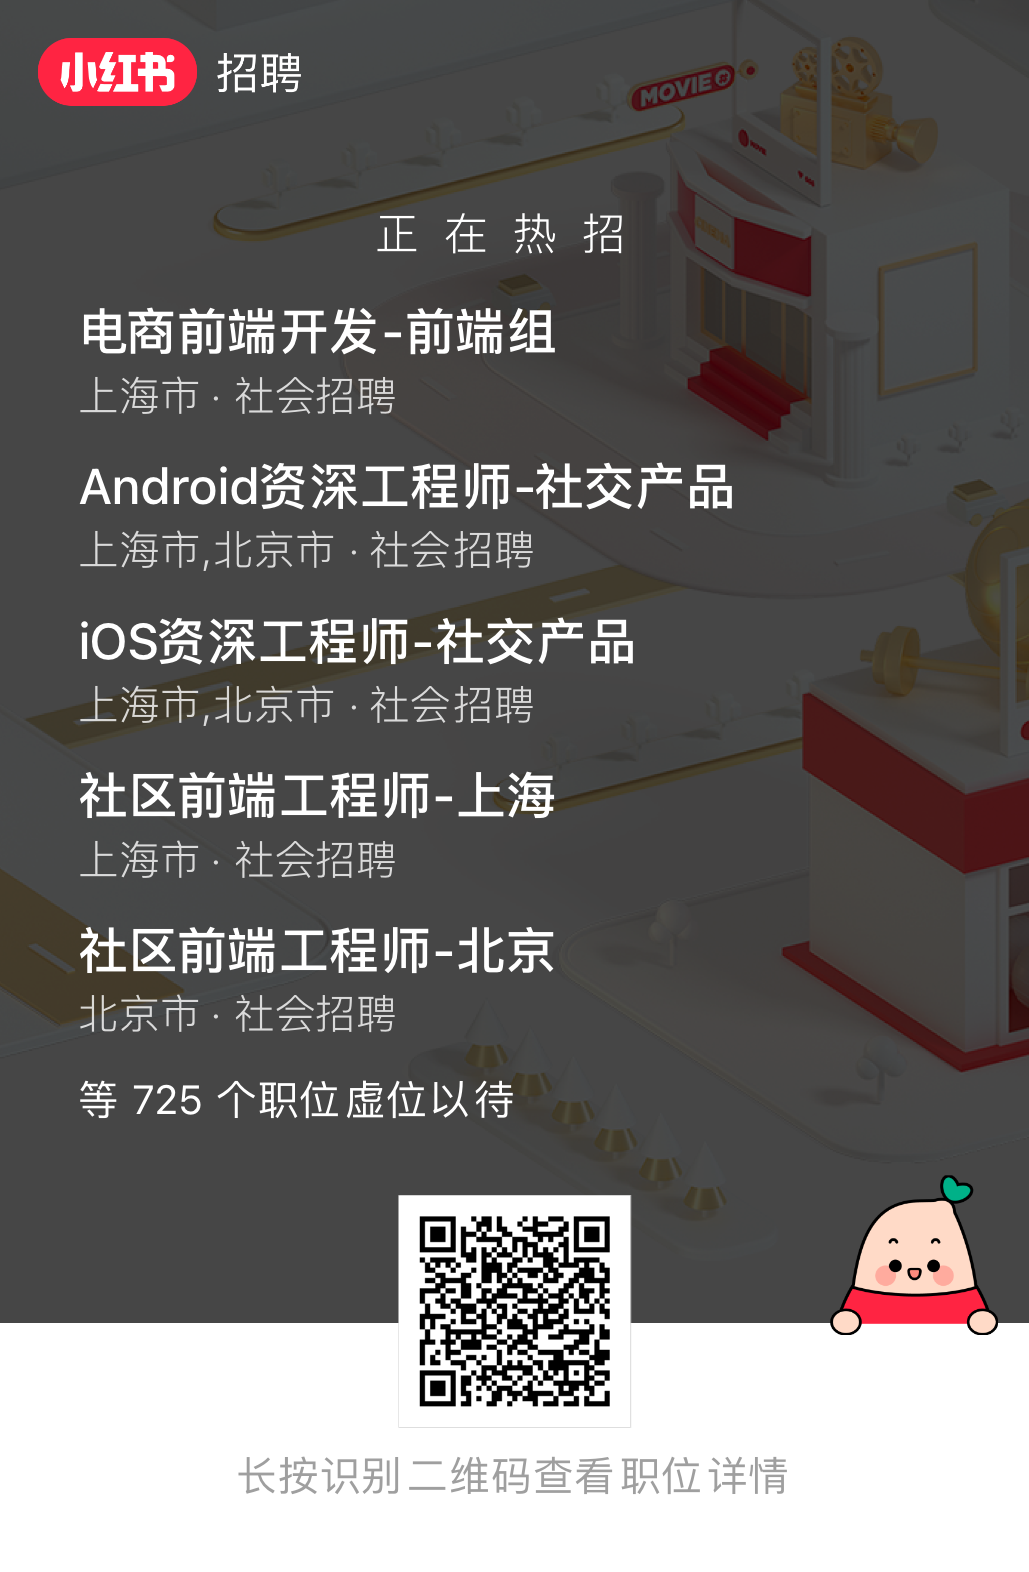 小红书 招聘
MOVIE
正在热招
电商前端开发-前端组
上海市 · 社会招聘
Android资深工程师-社交产品
上海市,北京市 · 社会招聘
iOS资深工程师-社交产品
上海市,北京市 · 社会招聘
社区前端工程师-上海
上海市 · 社会招聘
社区前端工程师-北京
北京市 · 社会招聘
等 725 个职位虚位以待
长按识别二维码查看职位详情